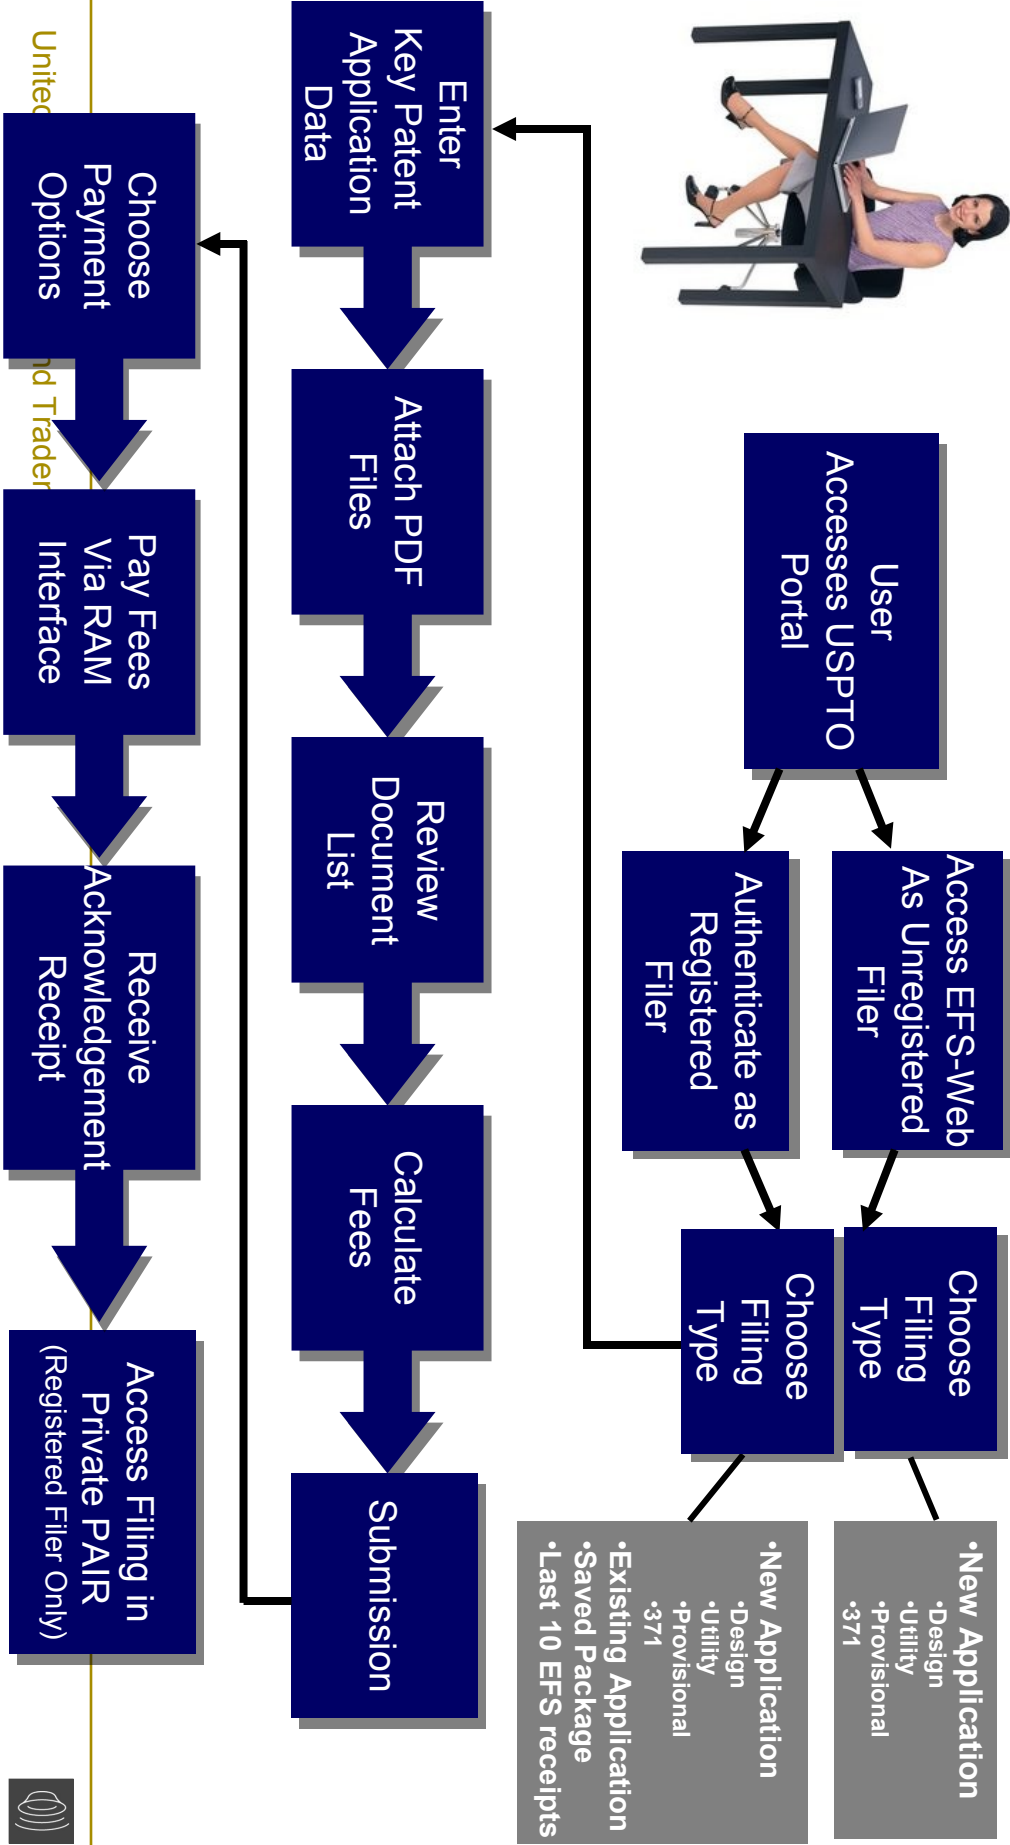 User
Accesses USPTO
Portal
Access EFS-Web
As Unregistered
Filer
Choose
Filing
Type
•New Application
•Design
•Utility
•Provisional
•371
Authenticate as
Registered
Filer
Choose
Filing
Type
•New Application
•Design
•Utility
•Provisional
•371
•Existing Application
•Saved Package
•Last 10 EFS receipts
Enter
Key Patent
Application
Data
Attach PDF
Files
Review
Document
List
Calculate
Fees
Submission
Choose
Payment
Options
Pay Fees
Via RAM
Interface
Receive
Acknowledgement
Receipt
Access Filing in
Private PAIR
(Registered Filer Only)